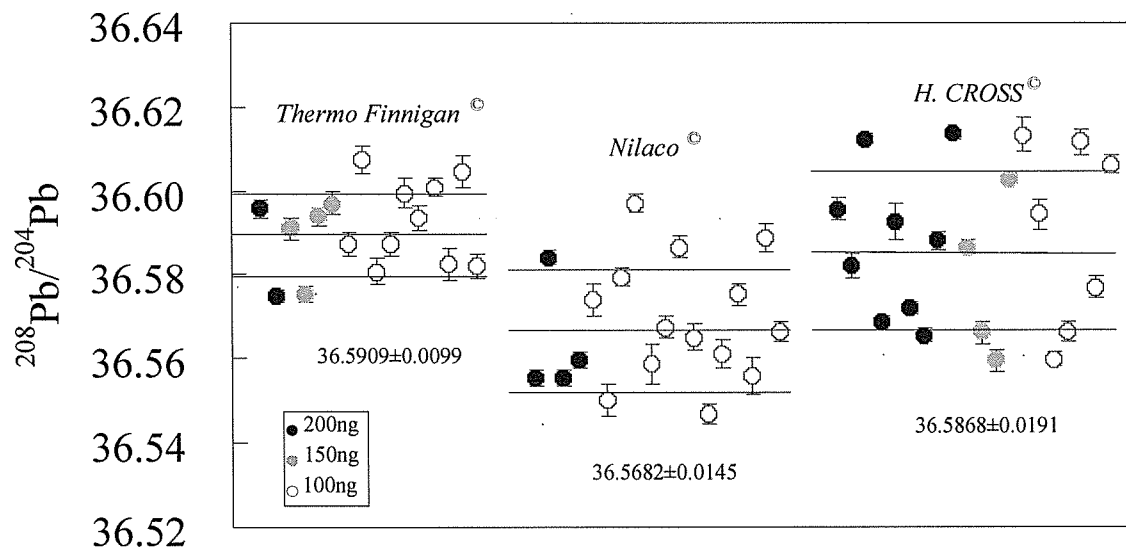 ²⁰⁸Pb/²⁰⁴Pb
36.64
36.62
36.60
36.58
36.56
36.54
36.52
Thermo Finnigan ©
Nilaco ©
H. CROSS ©
36.5909±0.0099
36.5682±0.0145
36.5868±0.0191
200ng
150ng
100ng